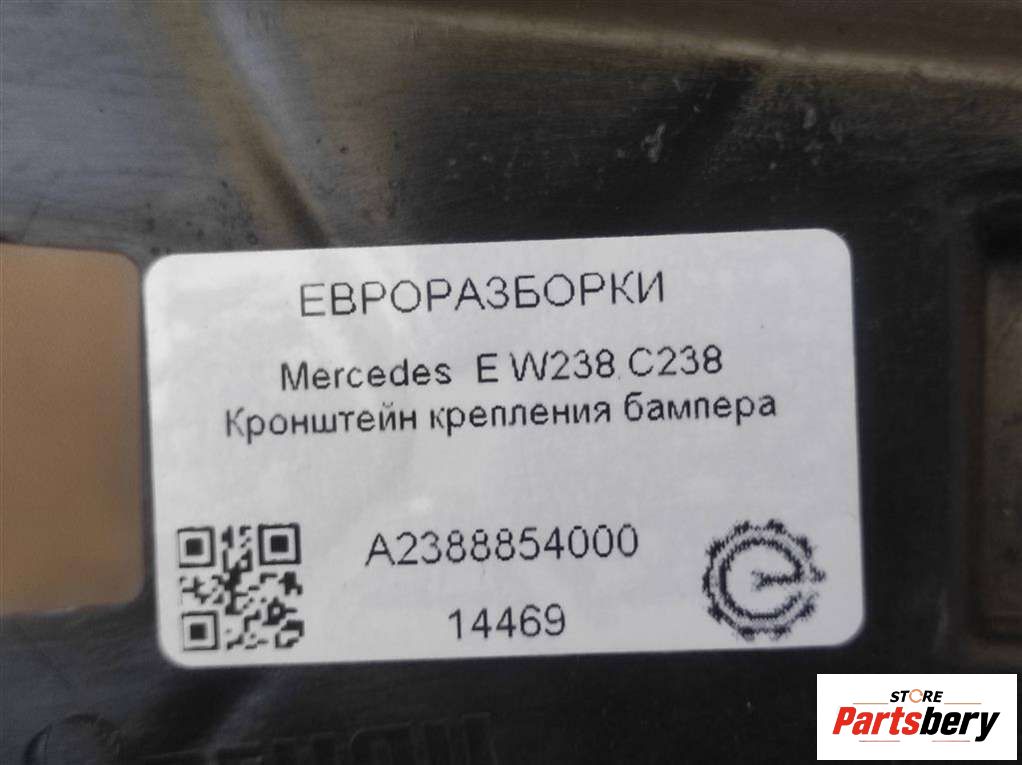 ЕВРОРАЗБОРКИ
Mercedes E W238 C238
Кронштейн крепления бампера
A2388854000
14469
STORE
Partsbery